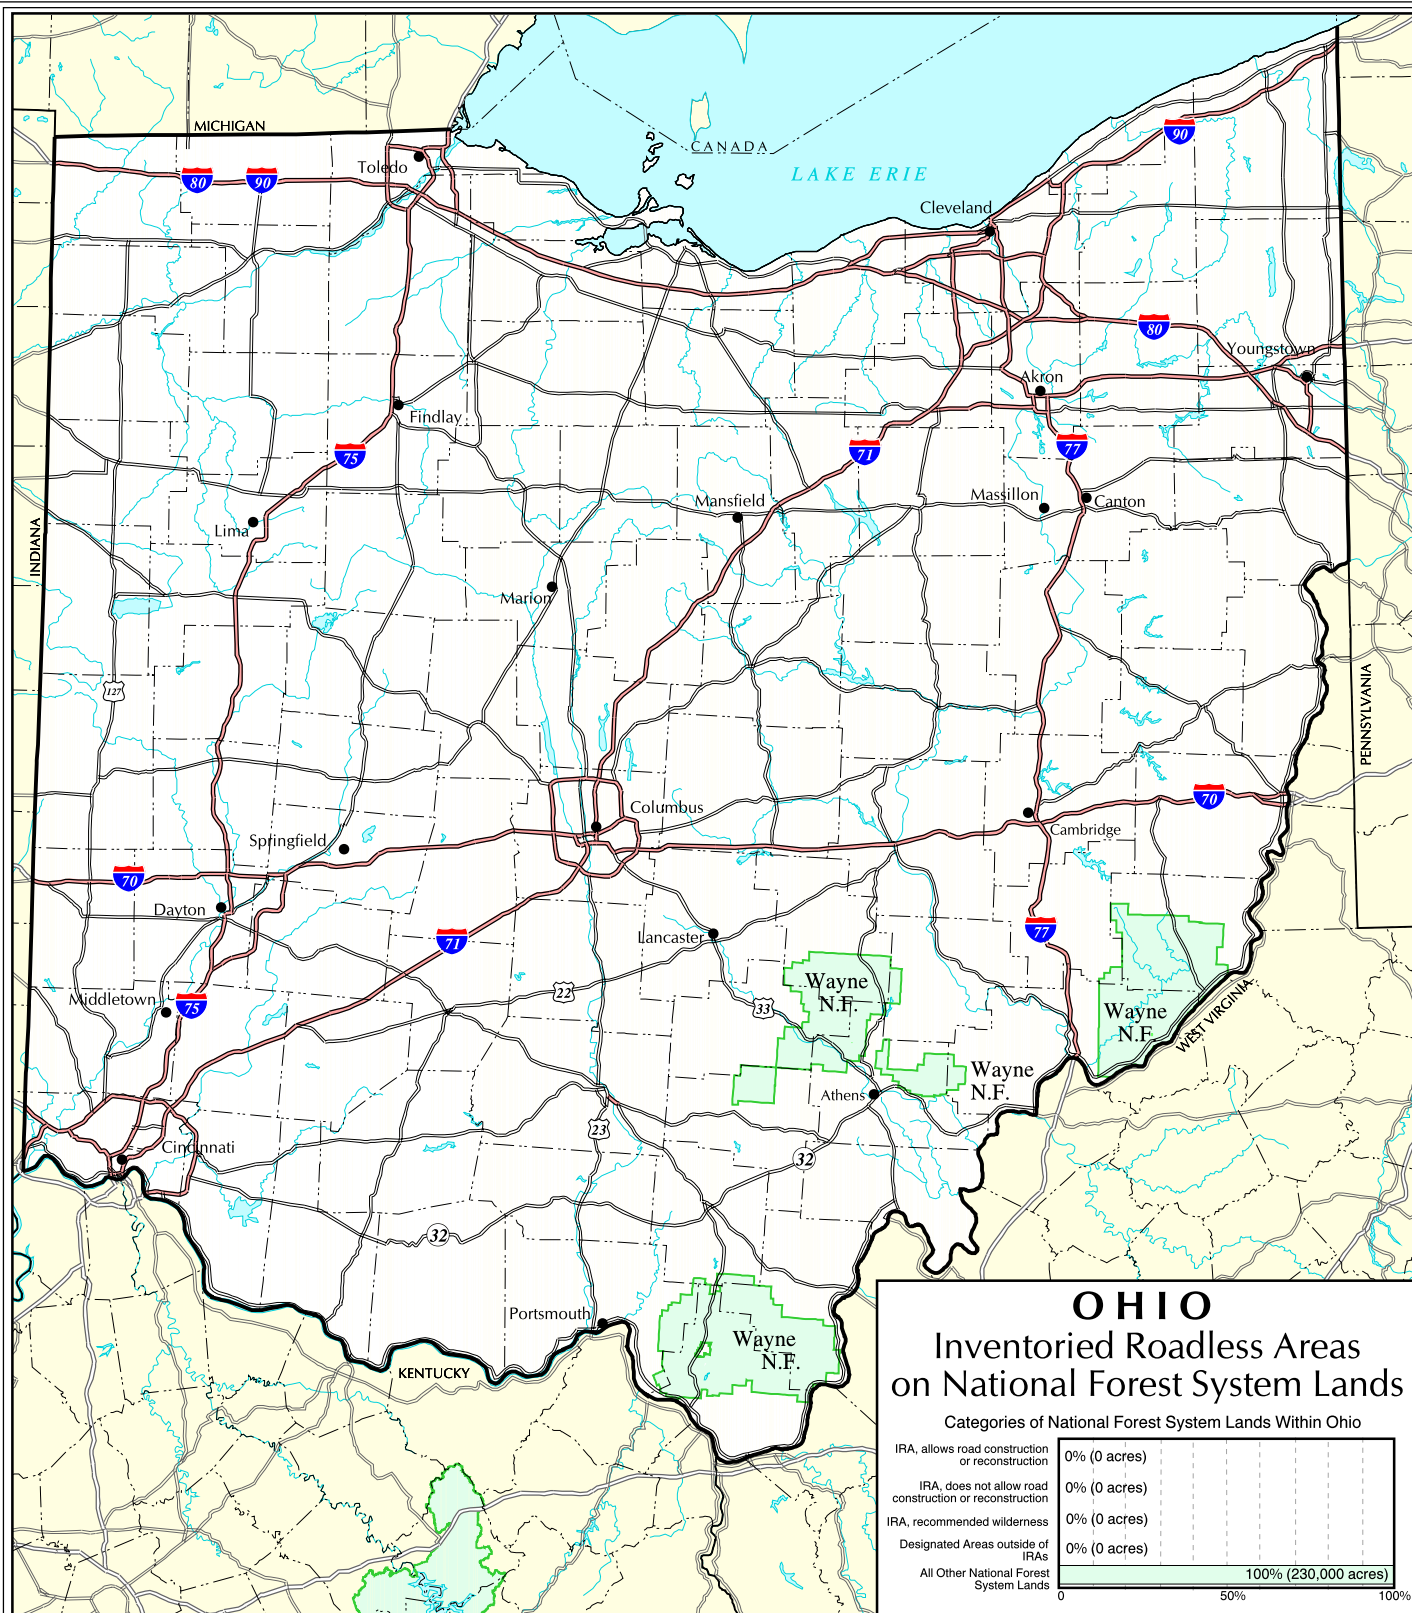 MICHIGAN
CANADA
LAKE ERIE
Toledo
80
90
90
Cleveland
80
Youngstown
Akron
Findlay
75
71
77
Mansfield
Massillon
Canton
Lima
INDIANA
Marion
127
PENNSYLVANIA
Columbus
70
Springfield
Cambridge
70
Dayton
Lancaster
71
77
Wayne
N.F.
22
33
Middletown
75
Wayne
N.F.
WEST VIRGINIA
Wayne
N.F.
Athens
23
Cincinnati
32
32
Portsmouth
Wayne
N.F.
KENTUCKY
OHIO
Inventoried Roadless Areas
on National Forest System Lands
Categories of National Forest System Lands Within Ohio
IRA, allows road construction
or reconstruction
0% (0 acres)
IRA, does not allow road
construction or reconstruction
0% (0 acres)
IRA, recommended wilderness
0% (0 acres)
Designated Areas outside of
IRAs
0% (0 acres)
All Other National Forest
System Lands
100% (230,000 acres)
0
50%
100%